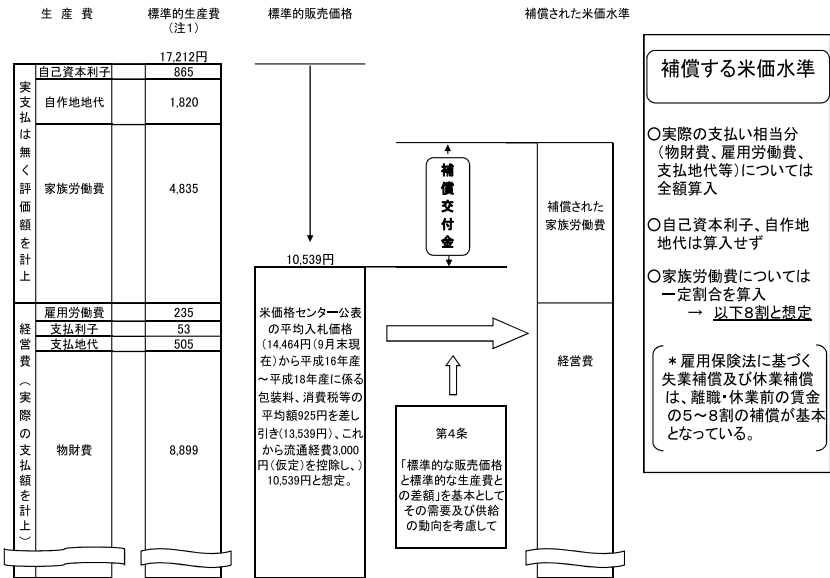 生 産 費
標準的生産費
（注１）
標準的販売価格
補償された米価水準
17,212円
実支払は無く評価額を計上
自己資本利子
865
自作地地代
1,820
家族労働費
4,835
経営費（実際の支払額を計上）
雇用労働費
235
支払利子
53
支払地代
505
物財費
8,899
10,539円
米価格センター公表
の平均入札価格
（14,464円（９月末現
在）から平成16年産
～平成18年産に係る
包装料、消費税等の
平均額925円を差し
引き（13,539円）、これ
から流通経費3,000
円（仮定）を控除し、）
10,539円と想定。
補償交付金
第４条
「標準的な販売価格
と標準的な生産費と
の差額」を基本として
その需要及び供給
の動向を考慮して
補償された
家族労働費
経営費
補償する米価水準
○実際の支払い相当分
（物財費、雇用労働費、
支払地代等）については
全額算入
○自己資本利子、自作地
地代は算入せず
○家族労働費については
一定割合を算入
→ 以下８割と想定
＊雇用保険法に基づく
失業補償及び休業補償
は、離職・休業前の賃金
の５～８割の補償が基本
となっている。